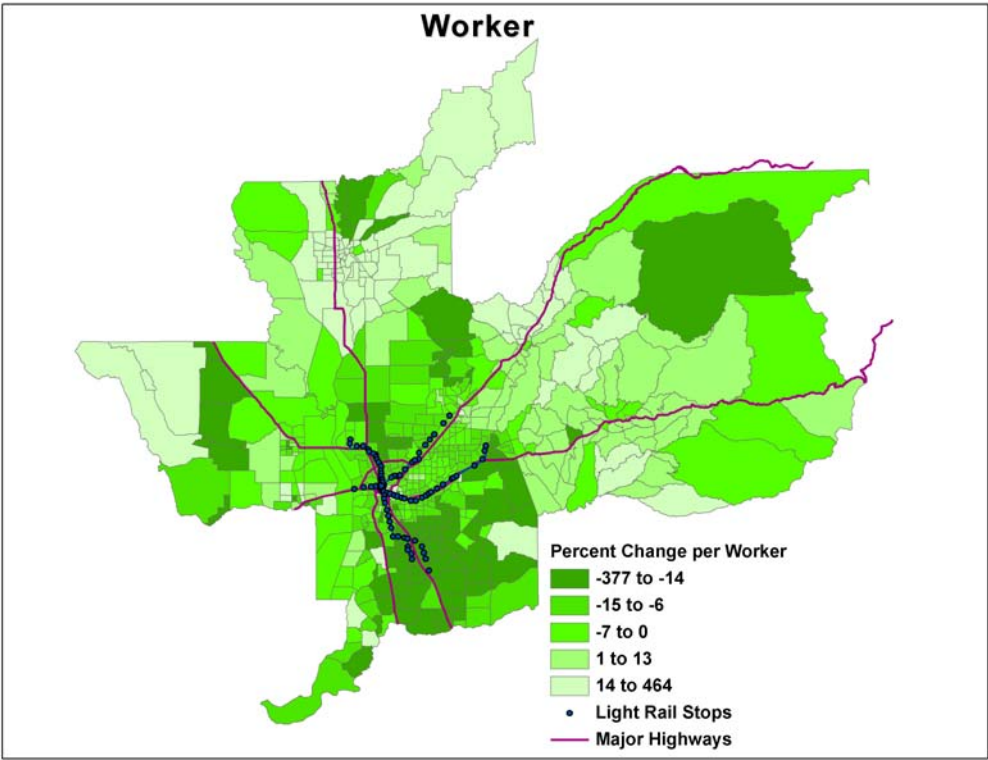 Worker
Percent Change per Worker
-377 to -14
-15 to -6
-7 to 0
1 to 13
14 to 464
Light Rail Stops
Major Highways